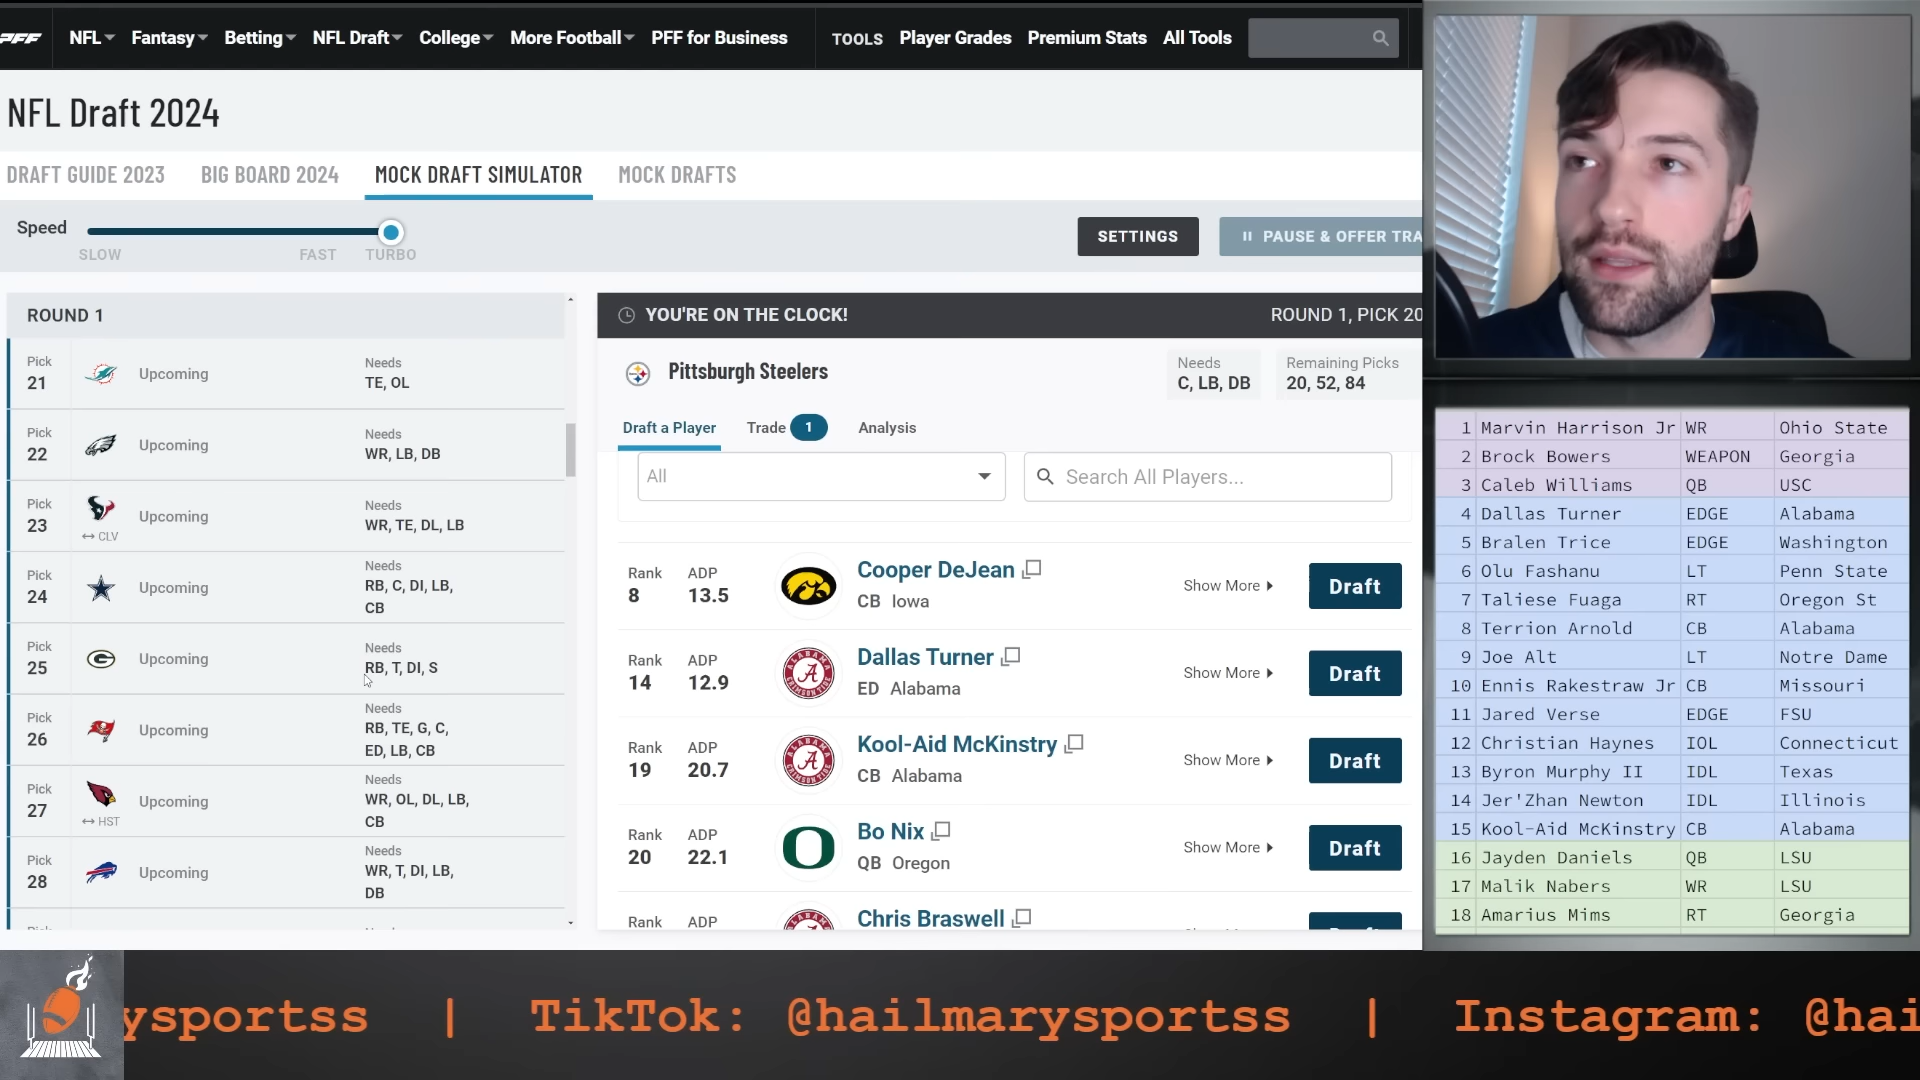 PFF NFL Fantasy Betting NFL Draft College More Football PFF for Business TOOLS Player Grades Premium Stats All Tools
NFL Draft 2024
DRAFT GUIDE 2023 BIG BOARD 2024 MOCK DRAFT SIMULATOR MOCK DRAFTS
Speed
SLOW FAST TURBO
SETTINGS
PAUSE & OFFER TRA
ROUND 1
Pick 21 Upcoming Needs TE, OL
Pick 22 Upcoming Needs WR, LB, DB
Pick 23 CLV Upcoming Needs WR, TE, DL, LB
Pick 24 Upcoming Needs RB, C, DI, LB,
CB
Pick 25 Upcoming Needs RB, T, DI, S
Pick 26 Upcoming Needs RB, TE, G, C,
ED, LB, CB
Pick 27 HST Upcoming Needs WR, OL, DL, LB,
CB
Pick 28 Upcoming Needs WR, T, DI, LB,
DB
YOU'RE ON THE CLOCK! ROUND 1, PICK 20
Pittsburgh Steelers
Needs
C, LB, DB
Remaining Picks
20, 52, 84
Draft a Player Trade 1 Analysis
All
Search All Players...
Rank 8 ADP 13.5 Cooper DeJean CB Iowa Show More Draft
Rank 14 ADP 12.9 Dallas Turner ED Alabama Show More Draft
Rank 19 ADP 20.7 Kool-Aid McKinstry CB Alabama Show More Draft
Rank 20 ADP 22.1 Bo Nix QB Oregon Show More Draft
Rank ADP Chris Braswell
1 Marvin Harrison Jr WR Ohio State
2 Brock Bowers WEAPON Georgia
3 Caleb Williams QB USC
4 Dallas Turner EDGE Alabama
5 Bralen Trice EDGE Washington
6 Olu Fashanu LT Penn State
7 Taliese Fuaga RT Oregon St
8 Terrion Arnold CB Alabama
9 Joe Alt LT Notre Dame
10 Ennis Rakestraw Jr CB Missouri
11 Jared Verse EDGE FSU
12 Christian Haynes IOL Connecticut
13 Byron Murphy II IDL Texas
14 Jer'Zhan Newton IDL Illinois
15 Kool-Aid McKinstry CB Alabama
16 Jayden Daniels QB LSU
17 Malik Nabers WR LSU
18 Amarius Mims RT Georgia
ysportss | TikTok: @hailmarysportss | Instagram: @hai